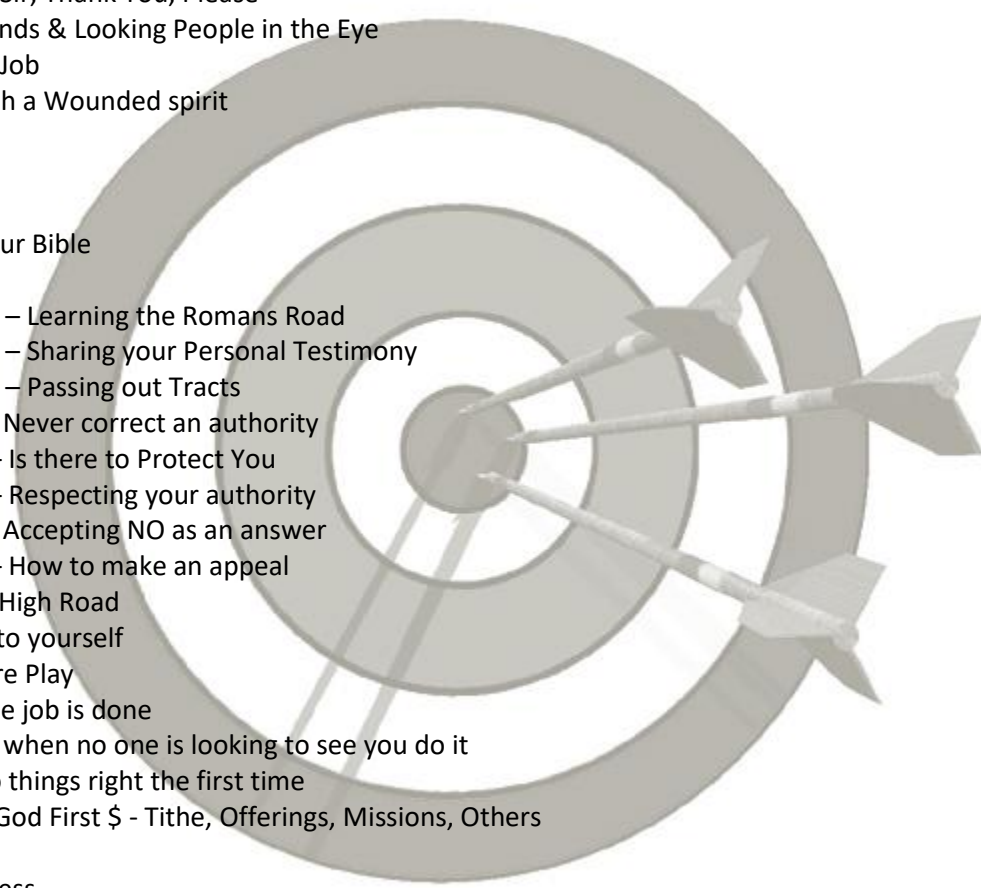 Thank You, Please
nds & Looking People in the Eye
Job
h a Wounded spirit
ur Bible
– Learning the Romans Road
– Sharing your Personal Testimony
– Passing out Tracts
Never correct an authority
- Is there to Protect You
- Respecting your authority
Accepting NO as an answer
- How to make an appeal
High Road
to yourself
re Play
e job is done
when no one is looking to see you do it
o things right the first time
God First $ - Tithe, Offerings, Missions, Others